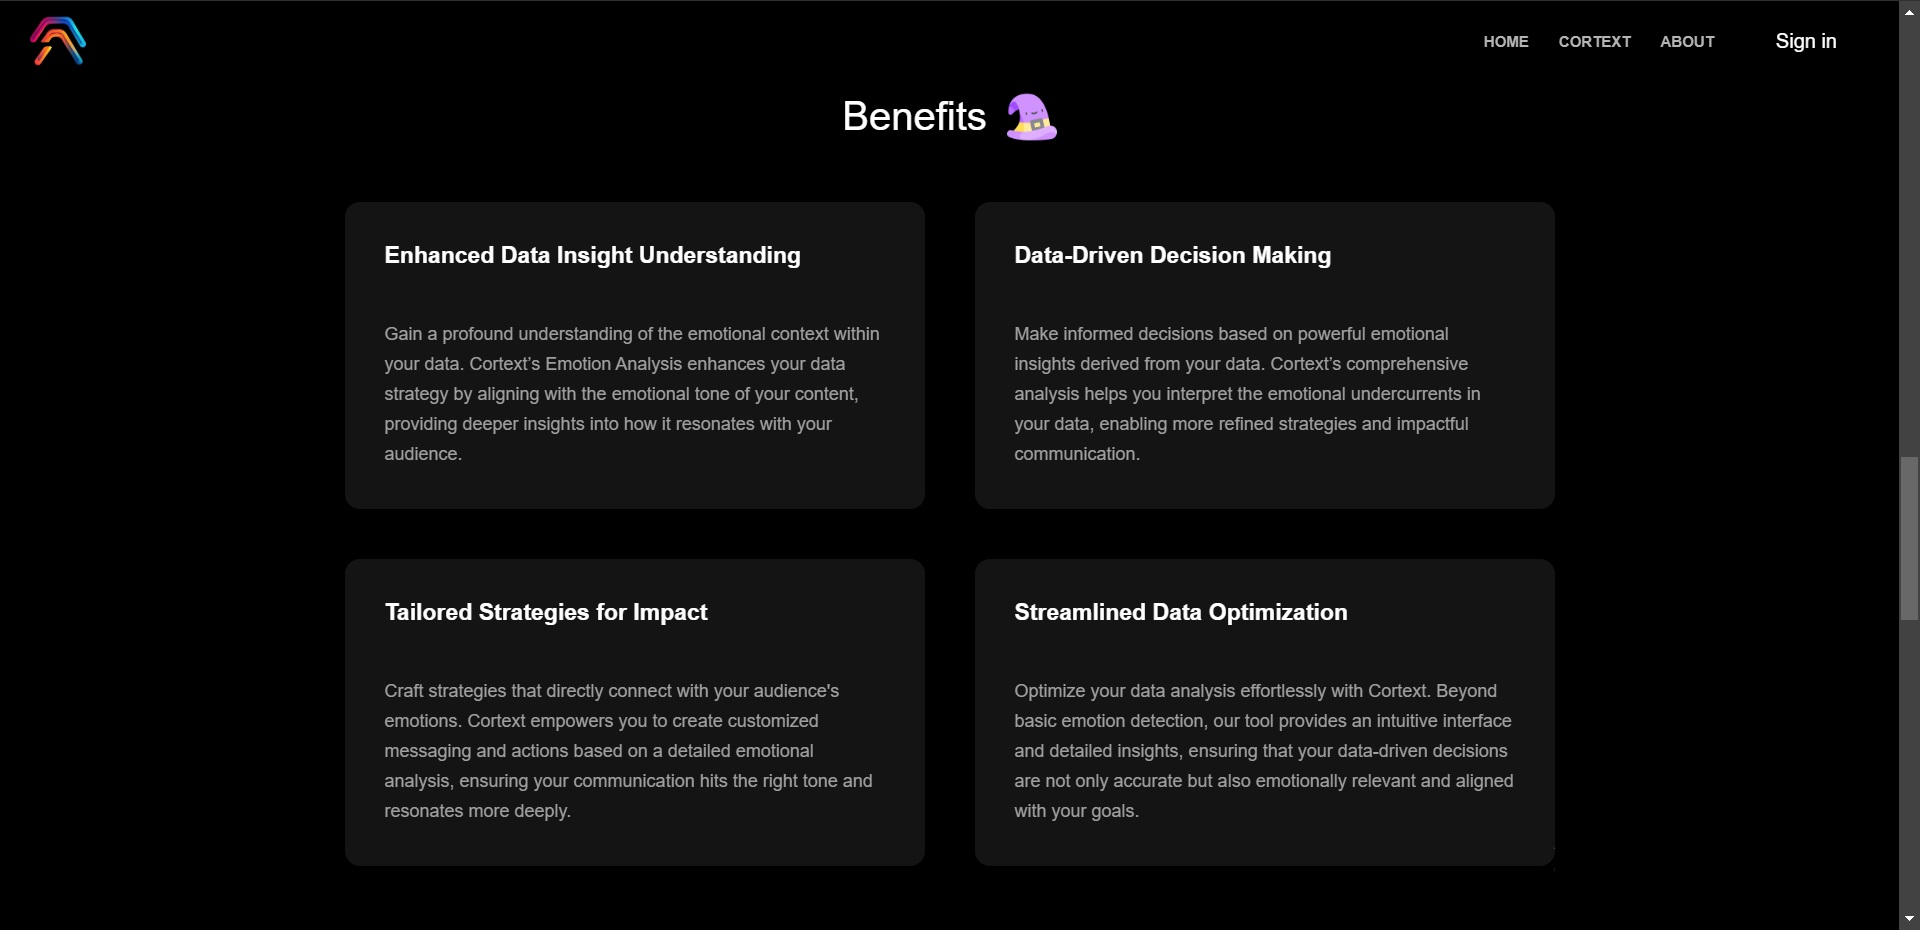 HOME CORTEXT ABOUT Sign in
Benefits
Enhanced Data Insight Understanding
Gain a profound understanding of the emotional context within
your data. Cortext’s Emotion Analysis enhances your data
strategy by aligning with the emotional tone of your content,
providing deeper insights into how it resonates with your
audience.
Data-Driven Decision Making
Make informed decisions based on powerful emotional
insights derived from your data. Cortext’s comprehensive
analysis helps you interpret the emotional undercurrents in
your data, enabling more refined strategies and impactful
communication.
Tailored Strategies for Impact
Craft strategies that directly connect with your audience's
emotions. Cortext empowers you to create customized
messaging and actions based on a detailed emotional
analysis, ensuring your communication hits the right tone and
resonates more deeply.
Streamlined Data Optimization
Optimize your data analysis effortlessly with Cortext. Beyond
basic emotion detection, our tool provides an intuitive interface
and detailed insights, ensuring that your data-driven decisions
are not only accurate but also emotionally relevant and aligned
with your goals.